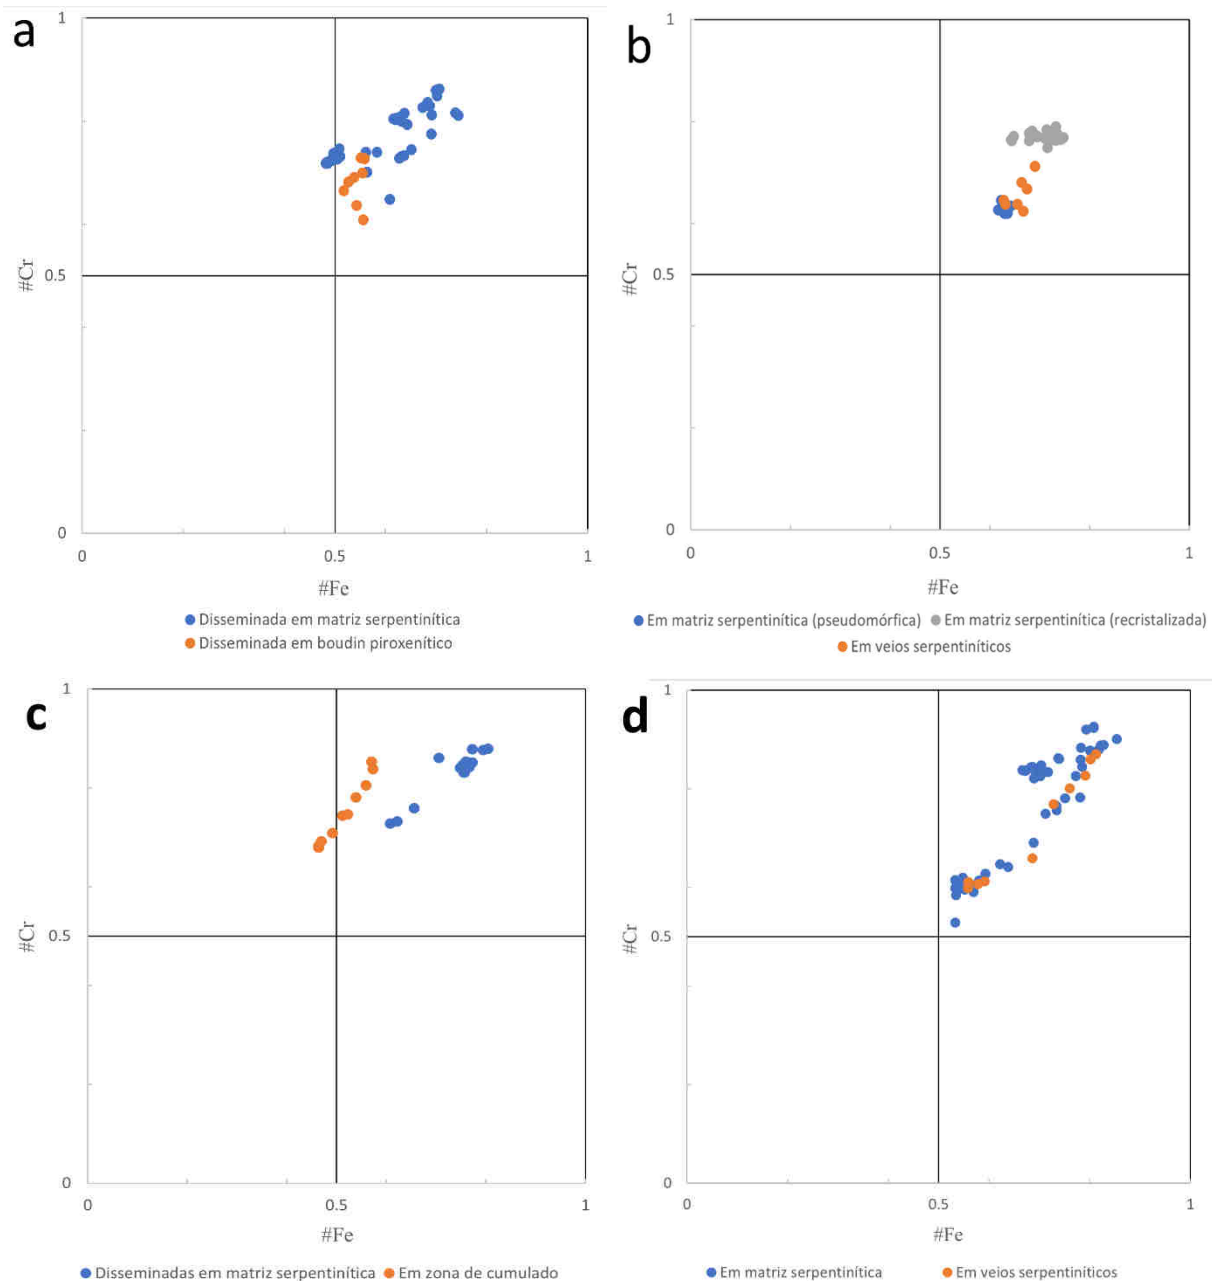 a
1
0.5
#Cr
0
0
0.5
1
#Fe
Disseminada em matriz serpentinítica
Disseminada em boudin piroxenítico
b
1
0.5
#Cr
0
0
0.5
1
#Fe
Em matriz serpentinítica (pseudomórfica) Em matriz serpentinítica (recristalizada)
Em veios serpentiníticos
c
1
0.5
#Cr
0
0
0.5
1
#Fe
Disseminadas em matriz serpentinítica Em zona de cumulado
d
1
0.5
#Cr
0
0
0.5
1
#Fe
Em matriz serpentinítica Em veios serpentiníticos